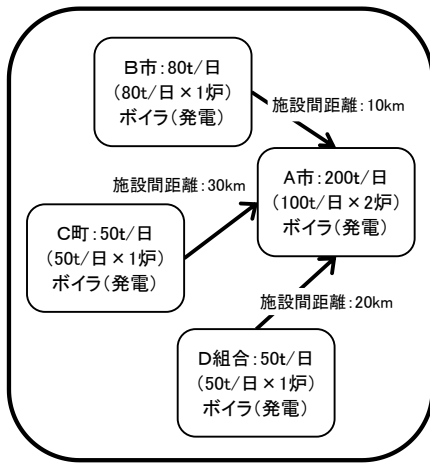 B市:80t/日
(80t/日×1炉)
ボイラ(発電)
施設間距離:10km
A市:200t/日
(100t/日×2炉)
ボイラ(発電)
施設間距離:30km
C町:50t/日
(50t/日×1炉)
ボイラ(発電)
施設間距離:20km
D組合:50t/日
(50t/日×1炉)
ボイラ(発電)